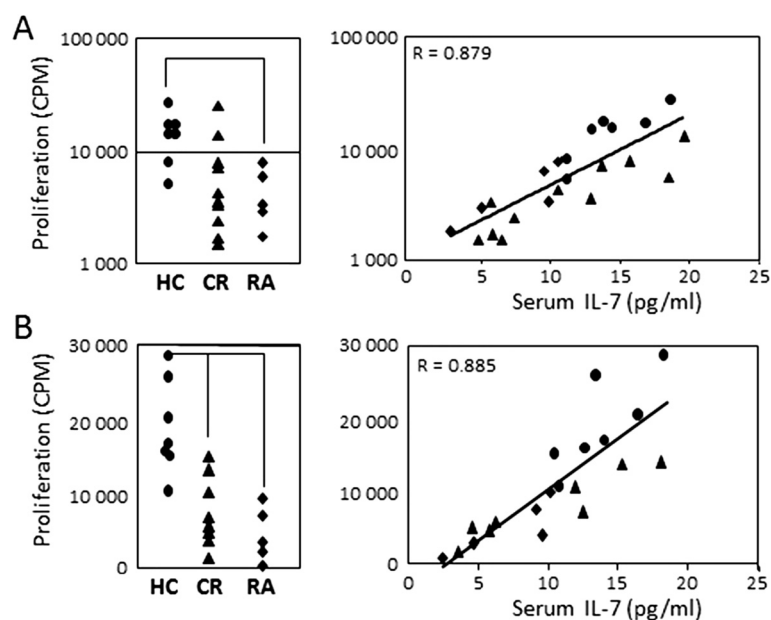 A
Proliferation (CPM)
100 000
10 000
1 000
HC CR RA
R = 0.879
100 000
10 000
1 000
0 5 10 15 20 25
Serum IL-7 (pg/ml)
B
Proliferation (CPM)
30 000
20 000
10 000
0
HC CR RA
R = 0.885
30 000
20 000
10 000
0
0 5 10 15 20 25
Serum IL-7 (pg/ml)